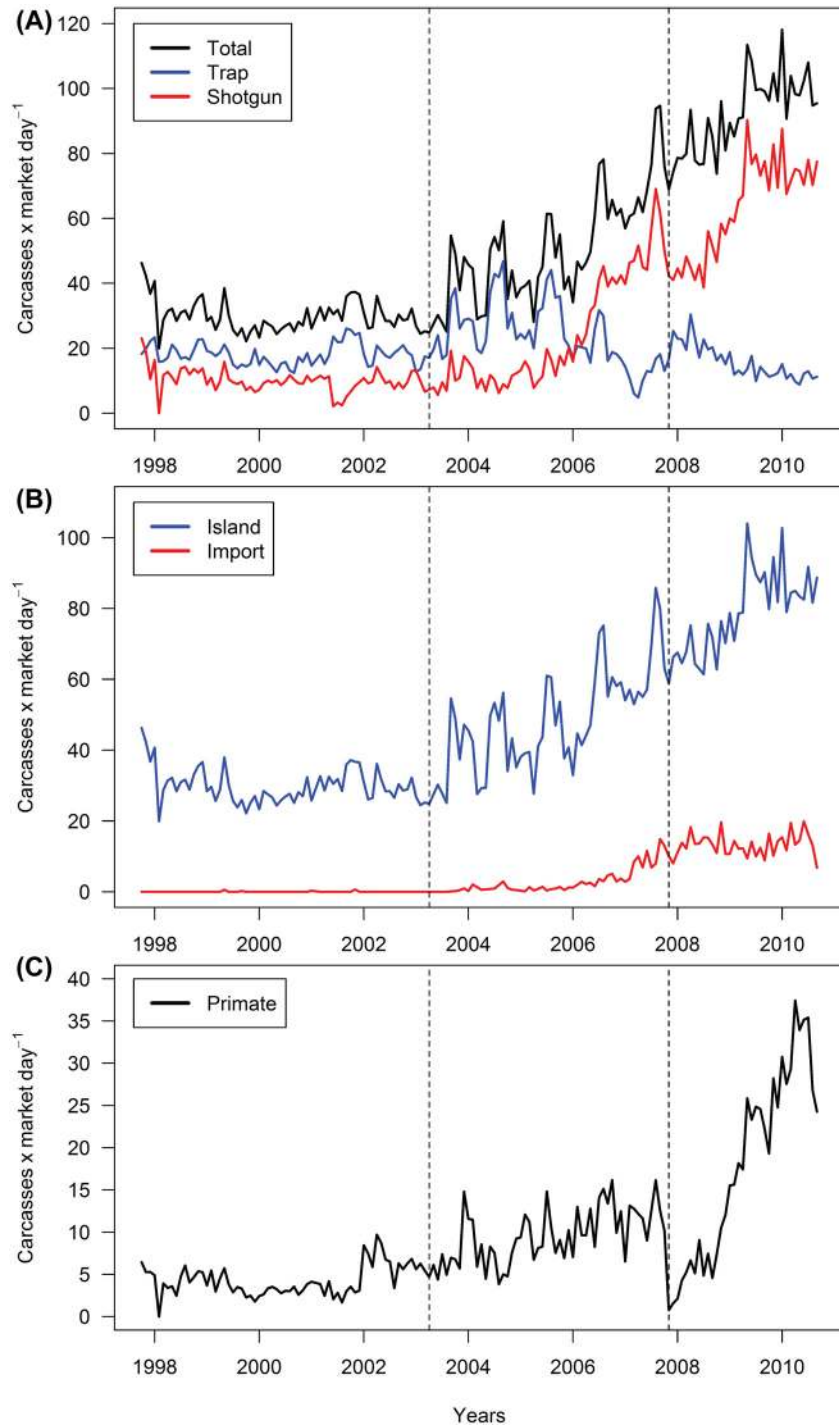 (A)
Total
Trap
Shotgun
Carcasses x market day⁻¹
120
100
80
60
40
20
0
1998 2000 2002 2004 2006 2008 2010
(B)
Island
Import
Carcasses x market day⁻¹
100
80
60
40
20
0
1998 2000 2002 2004 2006 2008 2010
(C)
Primate
Carcasses x market day⁻¹
40
35
30
25
20
15
10
5
0
1998 2000 2002 2004 2006 2008 2010
Years